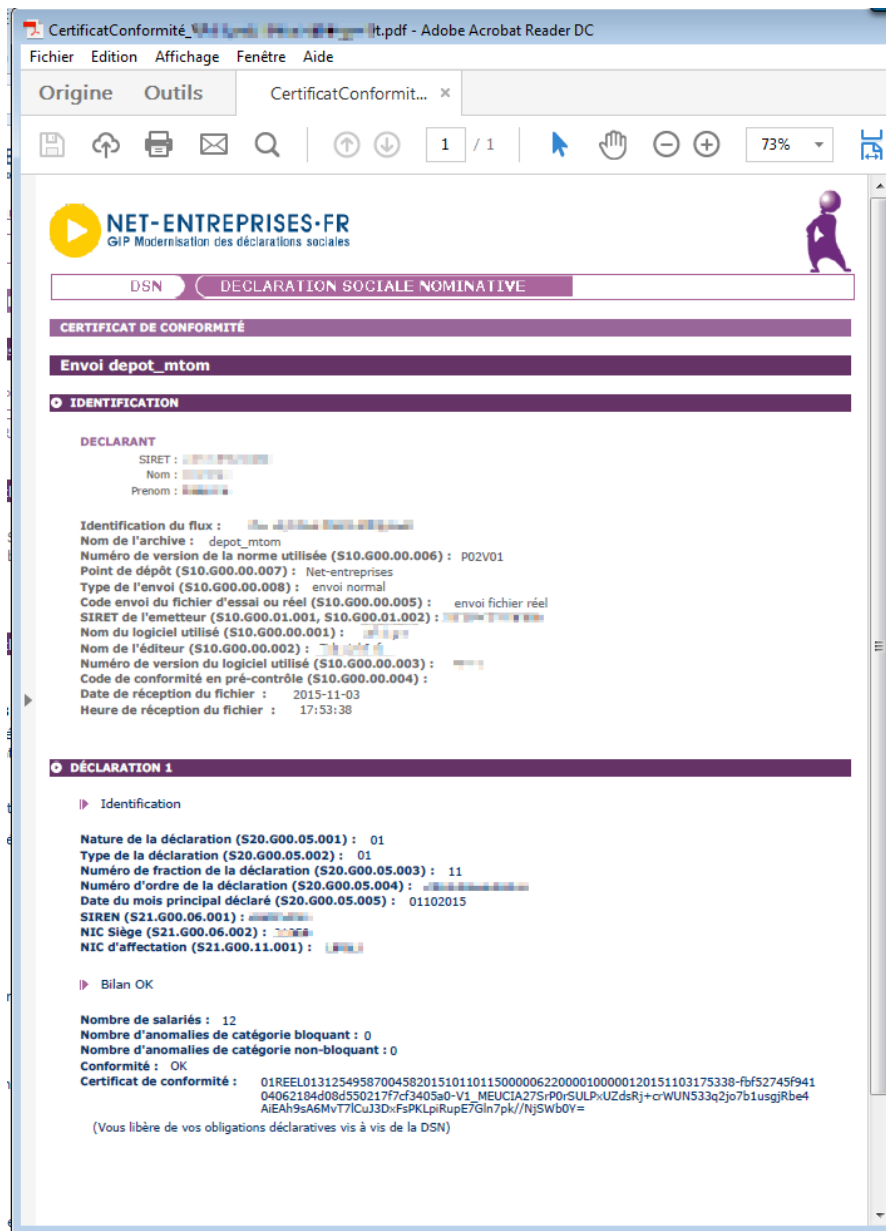 CertificatConformité_ t.pdf - Adobe Acrobat Reader DC
Fichier Edition Affichage Fenêtre Aide
Origine Outils CertificatConformit... ×
1 / 1 73%
NET-ENTREPRISES·FR
GIP Modernisation des déclarations sociales
DSN DECLARATION SOCIALE NOMINATIVE
CERTIFICAT DE CONFORMITÉ
Envoi depot_mtom
IDENTIFICATION
DECLARANT
SIRET :
Nom :
Prenom :
Identification du flux :
Nom de l'archive : depot_mtom
Numéro de version de la norme utilisée (S10.G00.00.006) : P02V01
Point de dépôt (S10.G00.00.007) : Net-entreprises
Type de l'envoi (S10.G00.00.008) : envoi normal
Code envoi du fichier d'essai ou réel (S10.G00.00.005) : envoi fichier réel
SIRET de l'emetteur (S10.G00.01.001, S10.G00.01.002) :
Nom du logiciel utilisé (S10.G00.00.001) :
Nom de l'éditeur (S10.G00.00.002) :
Numéro de version du logiciel utilisé (S10.G00.00.003) :
Code de conformité en pré-contrôle (S10.G00.00.004) :
Date de réception du fichier : 2015-11-03
Heure de réception du fichier : 17:53:38
DÉCLARATION 1
Identification
Nature de la déclaration (S20.G00.05.001) : 01
Type de la déclaration (S20.G00.05.002) : 01
Numéro de fraction de la déclaration (S20.G00.05.003) : 11
Numéro d'ordre de la déclaration (S20.G00.05.004) :
Date du mois principal déclaré (S20.G00.05.005) : 01102015
SIREN (S21.G00.06.001) :
NIC Siège (S21.G00.06.002) :
NIC d'affectation (S21.G00.11.001) :
Bilan OK
Nombre de salariés : 12
Nombre d'anomalies de catégorie bloquant : 0
Nombre d'anomalies de catégorie non-bloquant : 0
Conformité : OK
Certificat de conformité : 01REEL0131254958700458201510110115000006220000100000120151103175338-fbf52745f941
04062184d08d550217f7cf3405a0-V1_MEUCIA27SrP0rSULPxUZdsRj+crWUN533q2jo7b1usgjRbe4
AiEAh9sA6MvT7lCuJ3DxFsPKLpiRupE7Gln7pk//NjSWb0Y=
(Vous libère de vos obligations déclaratives vis à vis de la DSN)